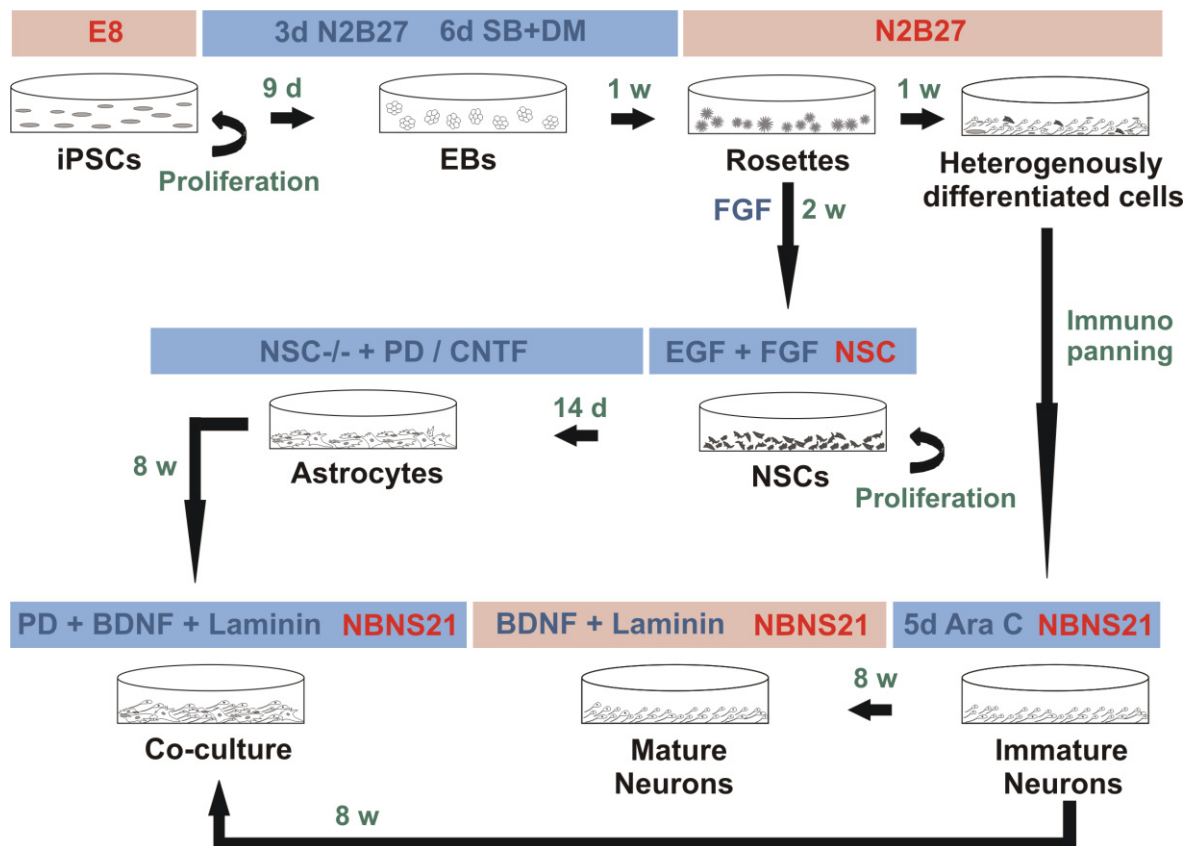 E8
3d N2B27 6d SB+DM
N2B27
9 d
1 w
1 w
iPSCs
Proliferation
EBs
Rosettes
Heterogenously
differentiated cells
FGF 2 w
Immuno
panning
NSC-/- + PD / CNTF
EGF + FGF NSC
14 d
Astrocytes
NSCs
Proliferation
8 w
PD + BDNF + Laminin NBNS21
BDNF + Laminin NBNS21
5d Ara C NBNS21
8 w
Co-culture
Mature
Neurons
Immature
Neurons
8 w